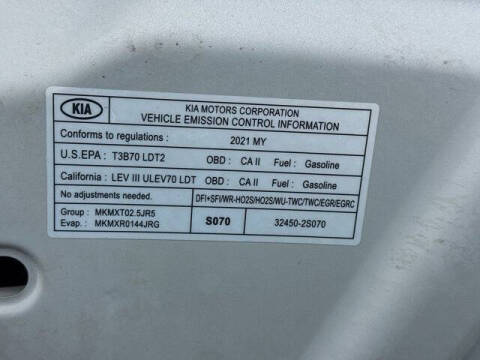 KIA
KIA MOTORS CORPORATION
VEHICLE EMISSION CONTROL INFORMATION
Conforms to regulations: 2021 MY
U.S.EPA : T3B70 LDT2 OBD : CA II Fuel : Gasoline
California : LEV III ULEV70 LDT OBD : CA II Fuel : Gasoline
No adjustments needed. DFI+SFI/WR-HO2S/HO2S/WU-TWC/TWC/EGR/EGRC
Group : MKMXT02.5JR5 S070 32450-2S070
Evap. : MKMXR0144JRG